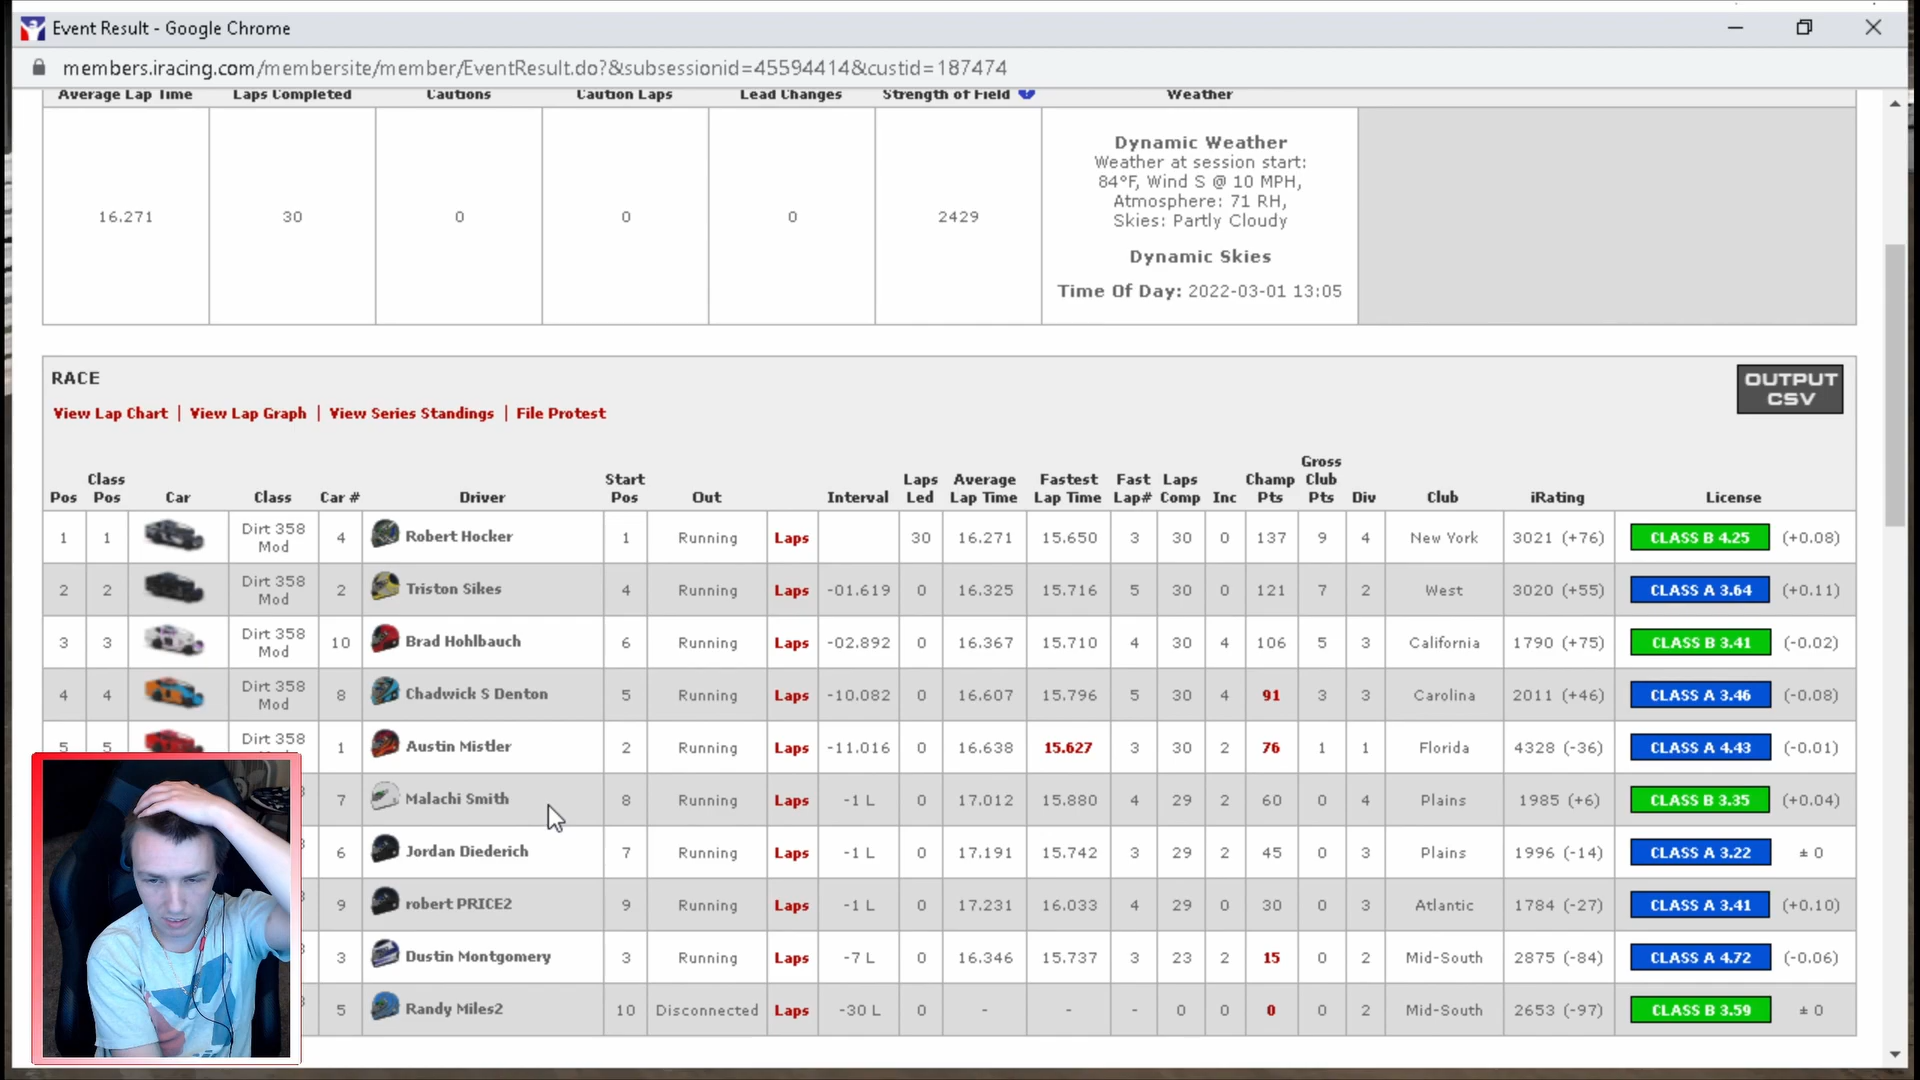 Event Result - Google Chrome
members.iracing.com/membersite/member/EventResult.do?&subsessionid=45594414&custid=187474
Average Lap Time Laps Completed Cautions Caution Laps Lead Changes Strength of Field Weather
16.271 30 0 0 0 2429
Dynamic Weather
Weather at session start:
84°F, Wind S @ 10 MPH,
Atmosphere: 71 RH,
Skies: Partly Cloudy
Dynamic Skies
Time Of Day: 2022-03-01 13:05
RACE
OUTPUT
CSV
View Lap Chart | View Lap Graph | View Series Standings | File Protest
Pos Class Pos Car Class Car # Driver Start Pos Out Interval Laps Led Average Lap Time Fastest Lap Time Fast Lap# Laps Comp Inc Champ Pts Gross Club Pts Div Club iRating License
1 1 Dirt 358 Mod 4 Robert Hocker 1 Running Laps 30 16.271 15.650 3 30 0 137 9 4 New York 3021 (+76) CLASS B 4.25 (+0.08)
2 2 Dirt 358 Mod 2 Triston Sikes 4 Running Laps -01.619 0 16.325 15.716 5 30 0 121 7 2 West 3020 (+55) CLASS A 3.64 (+0.11)
3 3 Dirt 358 Mod 10 Brad Hohlbauch 6 Running Laps -02.892 0 16.367 15.710 4 30 4 106 5 3 California 1790 (+75) CLASS B 3.41 (-0.02)
4 4 Dirt 358 Mod 8 Chadwick S Denton 5 Running Laps -10.082 0 16.607 15.796 5 30 4 91 3 3 Carolina 2011 (+46) CLASS A 3.46 (-0.08)
5 5 Dirt 358 1 Austin Mistler 2 Running Laps -11.016 0 16.638 15.627 3 30 2 76 1 1 Florida 4328 (-36) CLASS A 4.43 (-0.01)
7 Malachi Smith 8 Running Laps -1 L 0 17.012 15.880 4 29 2 60 0 4 Plains 1985 (+6) CLASS B 3.35 (+0.04)
6 Jordan Diederich 7 Running Laps -1 L 0 17.191 15.742 3 29 2 45 0 3 Plains 1996 (-14) CLASS A 3.22 ± 0
9 robert PRICE2 9 Running Laps -1 L 0 17.231 16.033 4 29 0 30 0 3 Atlantic 1784 (-27) CLASS A 3.41 (+0.10)
3 Dustin Montgomery 3 Running Laps -7 L 0 16.346 15.737 3 23 2 15 0 2 Mid-South 2875 (-84) CLASS A 4.72 (-0.06)
5 Randy Miles2 10 Disconnected Laps -30 L 0 - - - 0 0 0 0 2 Mid-South 2653 (-97) CLASS B 3.59 ± 0